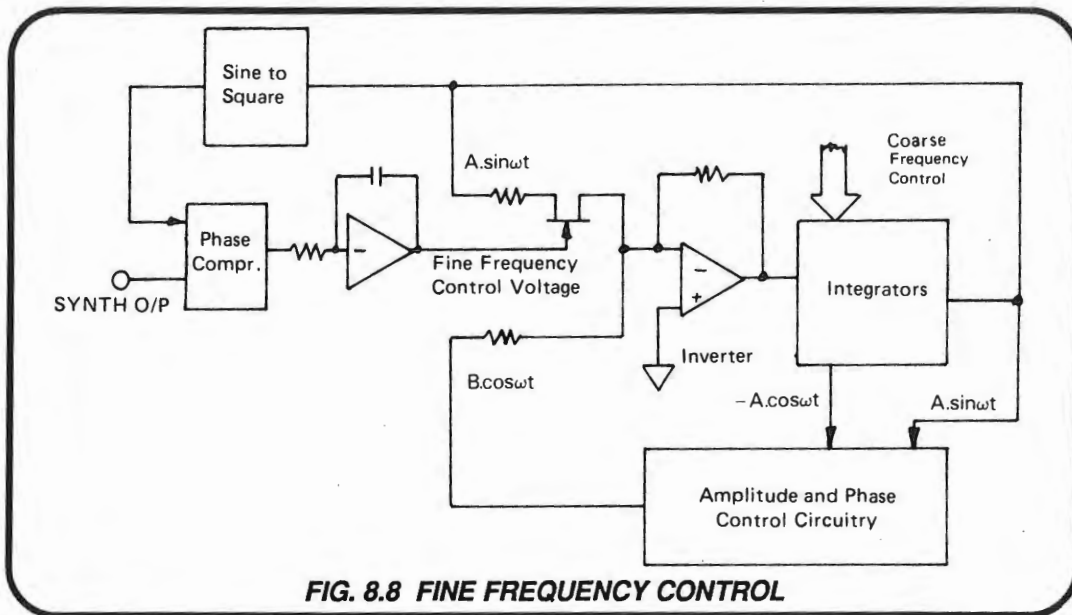 Sine to
Square
A.sinωt
Coarse
Frequency
Control
Phase
Compr.
−
SYNTH O/P
Fine Frequency
Control Voltage
−
+
Integrators
Inverter
B.cosωt
−A.cosωt
A.sinωt
Amplitude and Phase
Control Circuitry
FIG. 8.8 FINE FREQUENCY CONTROL